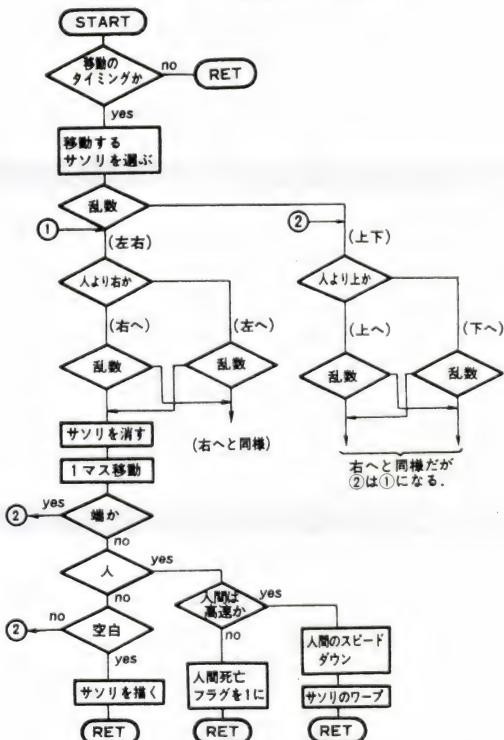 START
移動の
タイミングか
no
RET
yes
移動する
サソリを選ぶ
乱数
①
②
(左右)
(上下)
人より右か
人より上か
(右へ)
(左へ)
(上へ)
(下へ)
乱数
乱数
乱数
乱数
サソリを消す
(右へと同様)
右へと同様だが
②は①になる.
1マス移動
yes
②
端か
no
人
yes
no
人間は
高速か
yes
no
no
②
空白
yes
人間のスピード
ダウン
サソリを描く
人間死亡
フラグを1に
サソリのワープ
RET
RET
RET